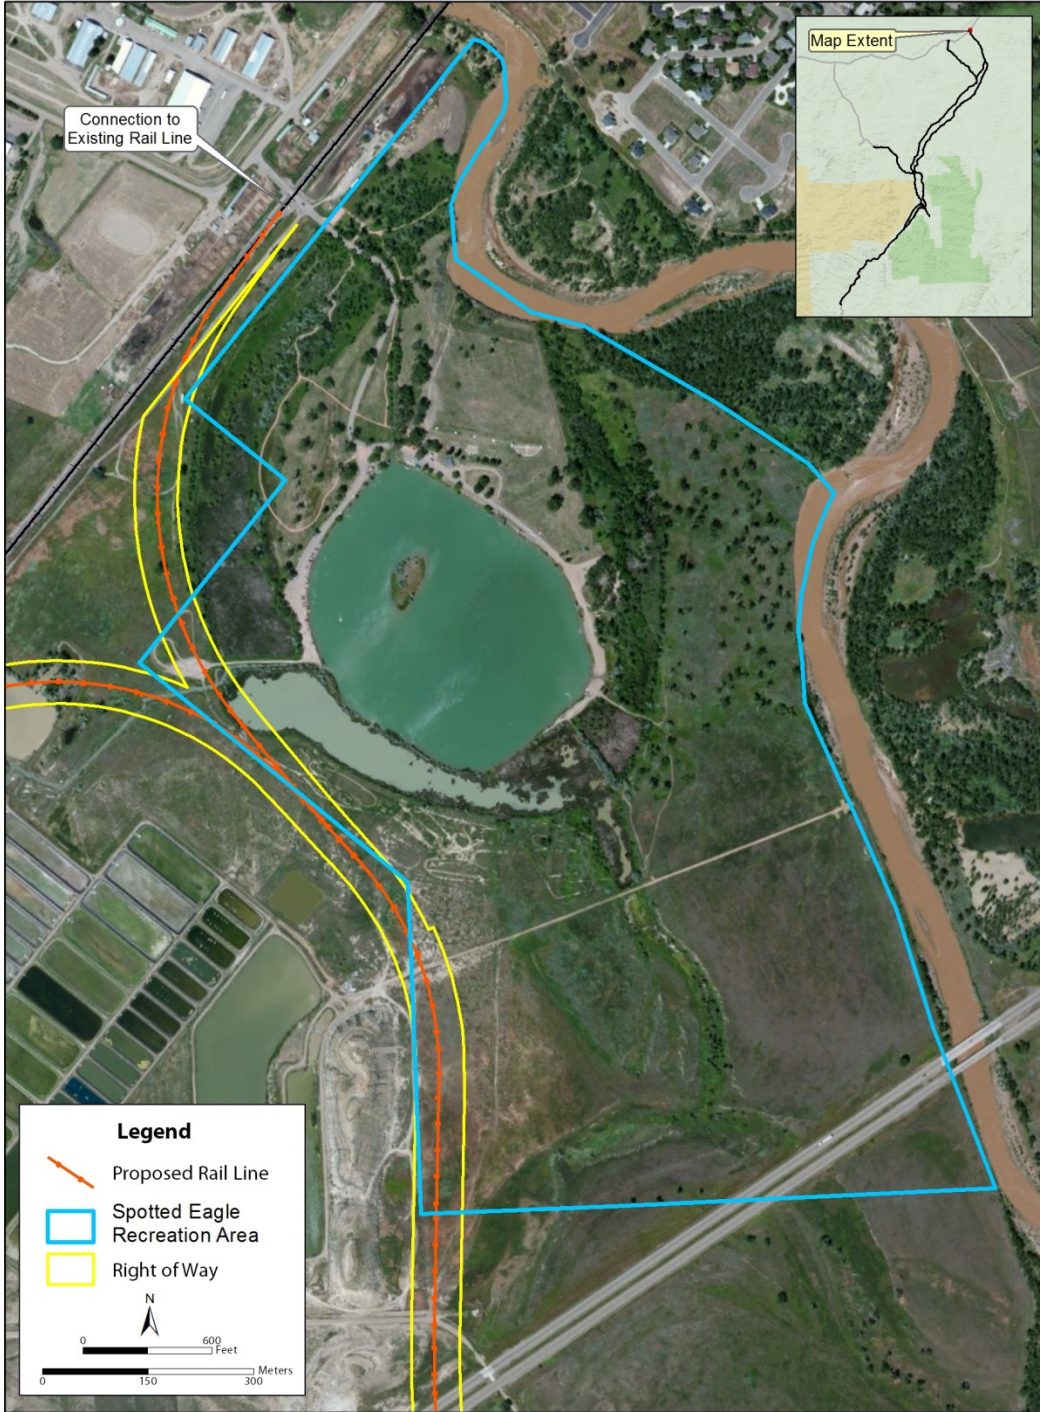 Map Extent
Connection to
Existing Rail Line
Legend
Proposed Rail Line
Spotted Eagle
Recreation Area
Right of Way
N
0 600
Feet
Meters
0 150 300